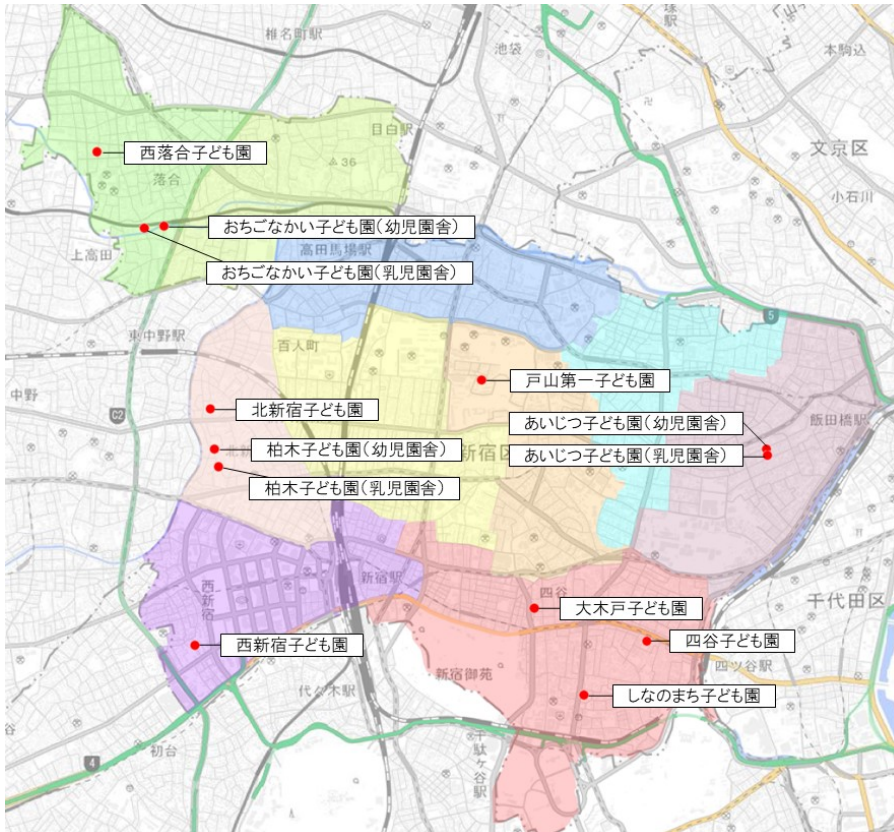 椎名町駅
池袋
本駒込
目白駅
文京区
西落合子ども園
36
落合
小石川
おちごなかい子ども園(幼児園舎)
高田馬場駅
上高田
おちごなかい子ども園(乳児園舎)
5
東中野駅
百人町
戸山第一子ども園
中野
北新宿子ども園
C2
飯田橋駅
あいじつ子ども園(幼児園舎)
柏木子ども園(幼児園舎)
新宿区
あいじつ子ども園(乳児園舎)
柏木子ども園(乳児園舎)
新宿駅
四谷
西新宿
千代田区
大木戸子ども園
西新宿子ども園
四谷子ども園
四ツ谷駅
新宿御苑
代々木駅
しなのまち子ども園
初台
千駄ケ谷駅
4